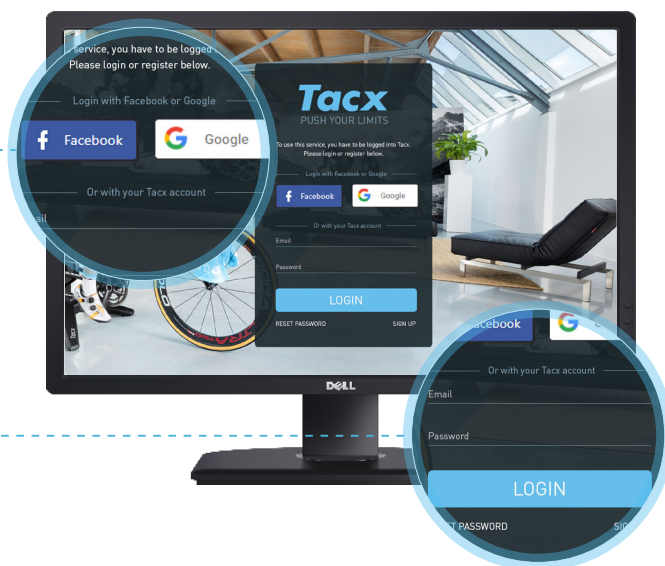 service, you have to be logged
Please login or register below.
Login with Facebook or Google
Facebook
Google
Or with your Tacx account
Tacx
PUSH YOUR LIMITS
To use this service, you have to be logged into Tacx.
Please login or register below.
Login with Facebook or Google
Facebook
Google
Or with your Tacx account
Email
Password
LOGIN
RESET PASSWORD SIGN UP
Tacx
DELL
Or with your Tacx account
Email
Password
LOGIN
PASSWORD